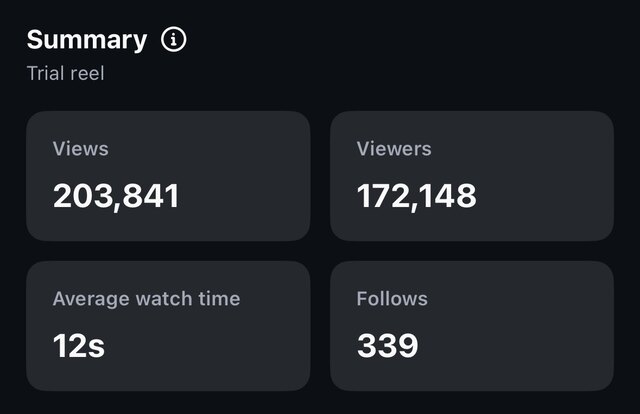 Summary
Trial reel
Views
203,841
Viewers
172,148
Average watch time
12s
Follows
339